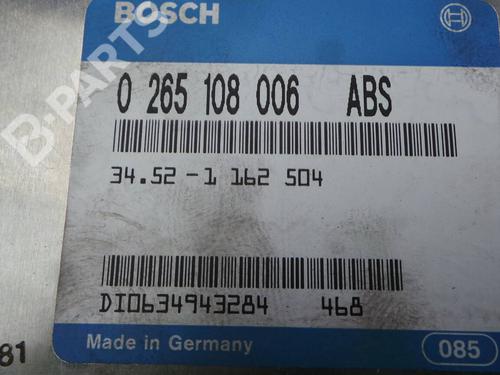 BOSCH
0 265 108 006 ABS
34.52-1 162 504
DI0634943284 468
81
Made in Germany
085
B-PARTS